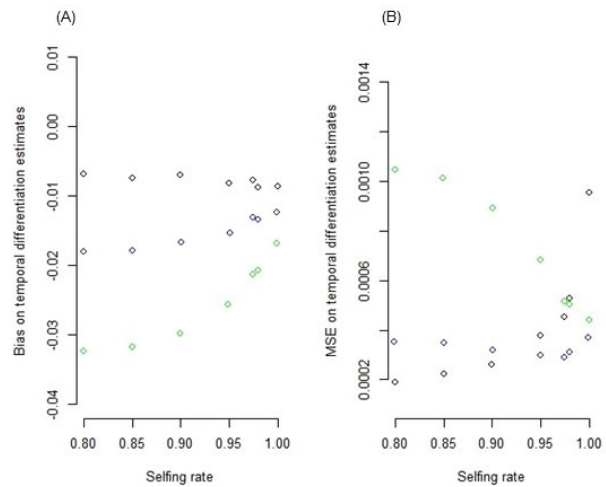 (A)
Bias on temporal differentiation estimates
0.01
0.00
-0.01
-0.02
-0.03
-0.04
0.80 0.85 0.90 0.95 1.00
Selfing rate
(B)
MSE on temporal differentiation estimates
0.0014
0.0010
0.0006
0.0002
0.80 0.85 0.90 0.95 1.00
Selfing rate